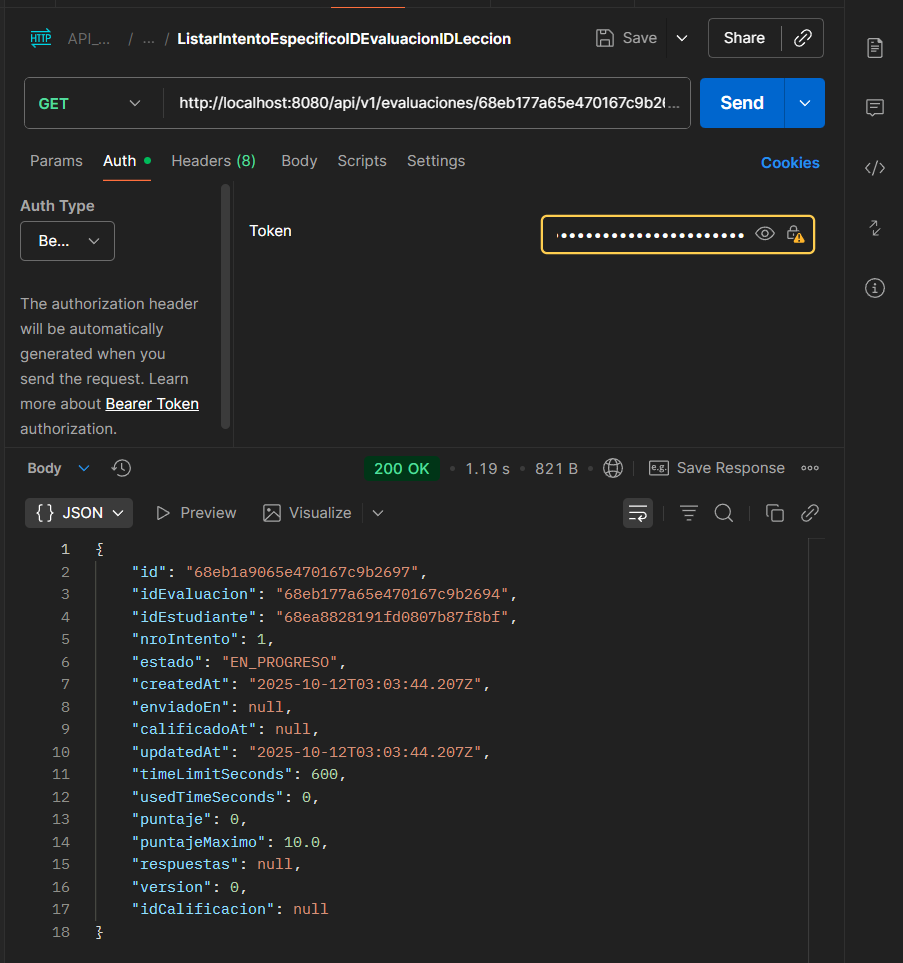 HTTP API_... / ... / ListarIntentoEspecificoIDEvaluacionIDLeccion Save Share
GET http://localhost:8080/api/v1/evaluaciones/68eb177a65e470167c9b2(... Send
Params Auth Headers (8) Body Scripts Settings Cookies
Auth Type
Be...
Token
The authorization header
will be automatically
generated when you
send the request. Learn
more about Bearer Token
authorization.
Body 200 OK • 1.19 s • 821 B • e.g. Save Response
{} JSON Preview Visualize
1 {
2 "id": "68eb1a9065e470167c9b2697",
3 "idEvaluacion": "68eb177a65e470167c9b2694",
4 "idEstudiante": "68ea8828191fd0807b87f8bf",
5 "nroIntento": 1,
6 "estado": "EN_PROGRESO",
7 "createdAt": "2025-10-12T03:03:44.207Z",
8 "enviadoEn": null,
9 "calificadoAt": null,
10 "updatedAt": "2025-10-12T03:03:44.207Z",
11 "timeLimitSeconds": 600,
12 "usedTimeSeconds": 0,
13 "puntaje": 0,
14 "puntajeMaximo": 10.0,
15 "respuestas": null,
16 "version": 0,
17 "idCalificacion": null
18 }